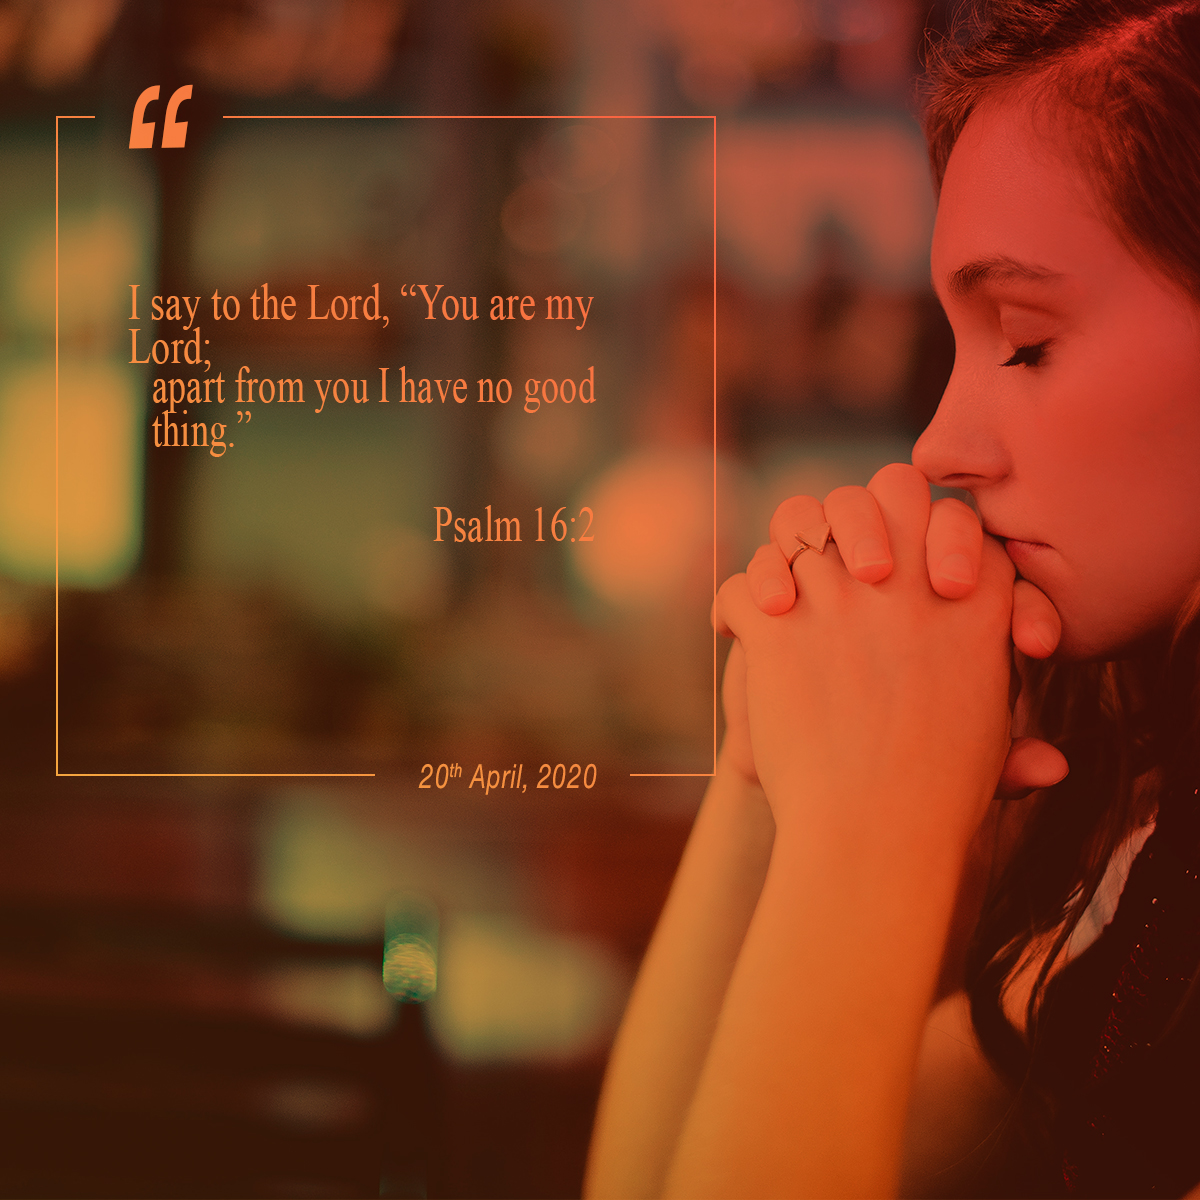 “
I say to the Lord, “You are my
Lord;
apart from you I have no good
thing.”
Psalm 16:2
20th April, 2020